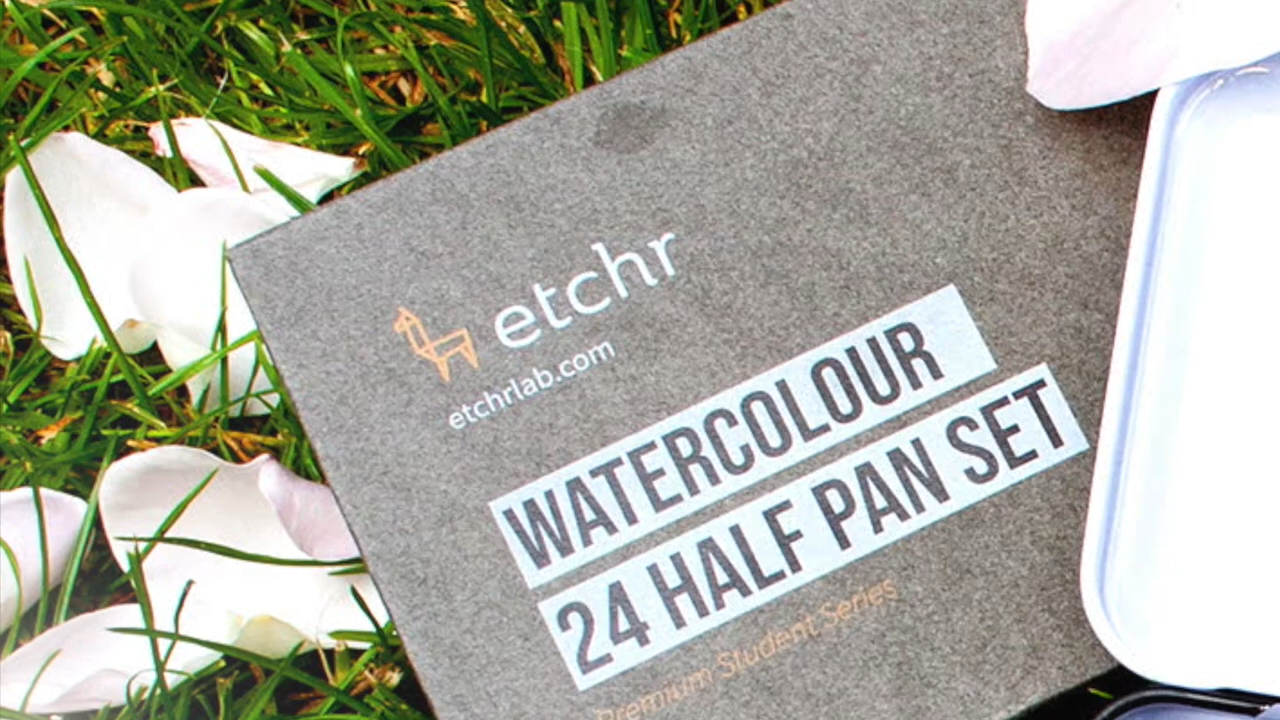 etchr
etchrlab.com
WATERCOLOUR
24 HALF PAN SET
Premium Student Series